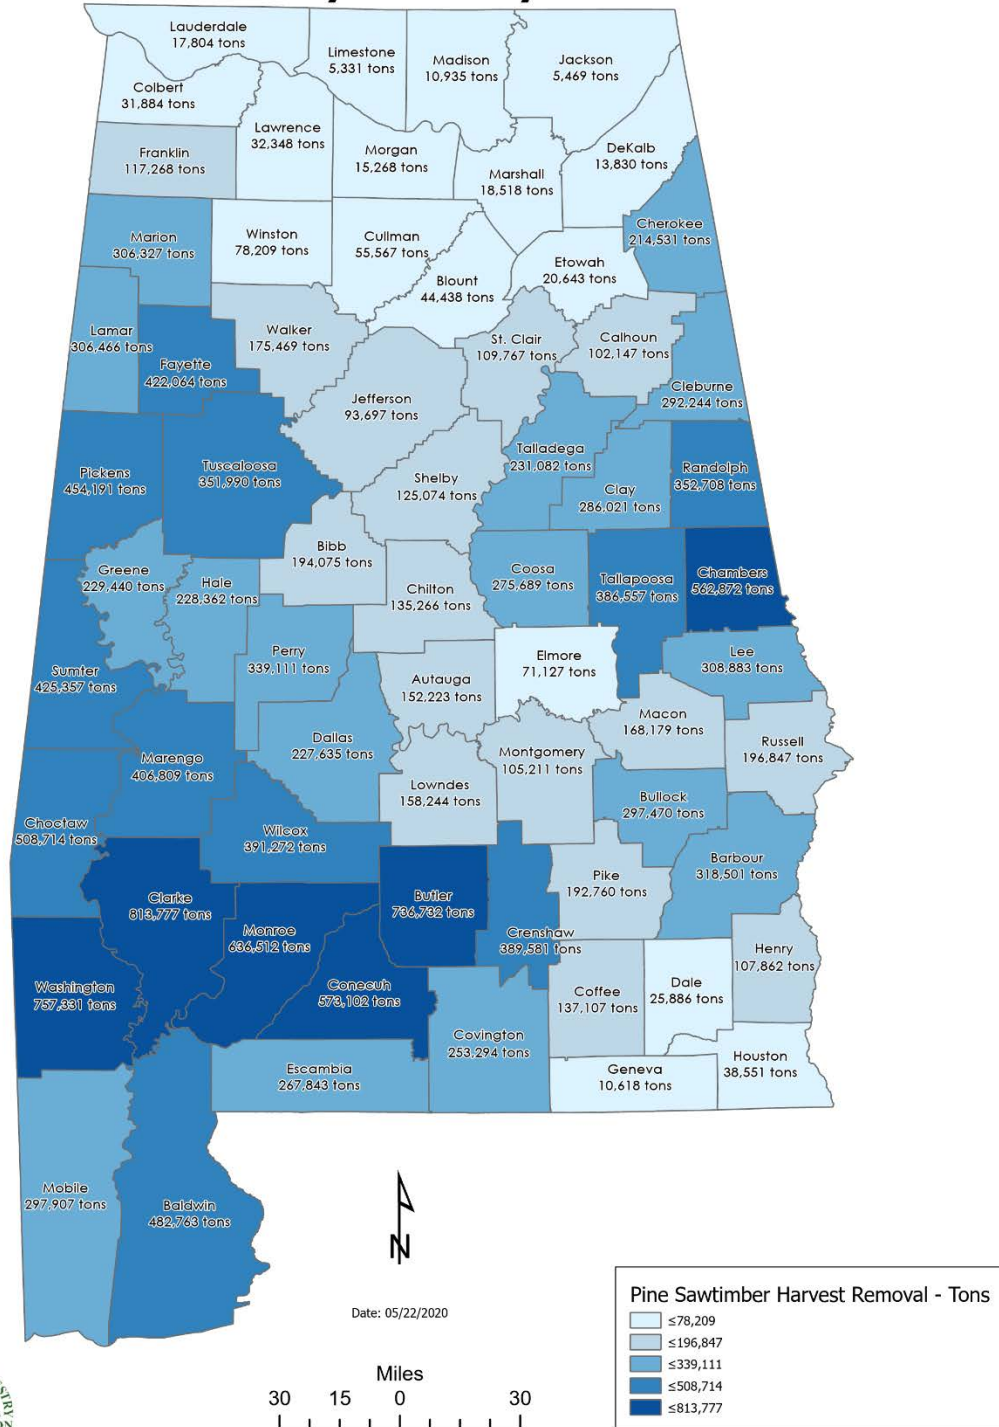 Lauderdale
17,804 tons
Limestone
5,331 tons
Madison
10,935 tons
Jackson
5,469 tons
Colbert
31,884 tons
Lawrence
32,348 tons
Franklin
117,268 tons
Morgan
15,268 tons
Marshall
18,518 tons
DeKalb
13,830 tons
Marion
306,327 tons
Winston
78,209 tons
Cullman
55,567 tons
Cherokee
214,531 tons
Etowah
20,643 tons
Blount
44,438 tons
Lamar
306,466 tons
Fayette
422,064 tons
Walker
175,469 tons
St. Clair
109,767 tons
Calhoun
102,147 tons
Jefferson
93,697 tons
Cleburne
292,244 tons
Pickens
454,191 tons
Tuscaloosa
351,990 tons
Shelby
125,074 tons
Talladega
231,082 tons
Clay
286,021 tons
Randolph
352,708 tons
Bibb
194,075 tons
Greene
229,440 tons
Hale
228,362 tons
Chilton
135,266 tons
Coosa
275,689 tons
Tallapoosa
386,557 tons
Chambers
562,872 tons
Sumter
425,357 tons
Perry
339,111 tons
Autauga
152,223 tons
Elmore
71,127 tons
Lee
308,883 tons
Macon
168,179 tons
Russell
196,847 tons
Marengo
406,809 tons
Dallas
227,635 tons
Lowndes
158,244 tons
Montgomery
105,211 tons
Bullock
297,470 tons
Choctaw
508,714 tons
Wilcox
391,272 tons
Barbour
318,501 tons
Pike
192,760 tons
Clarke
813,777 tons
Monroe
636,512 tons
Butler
736,732 tons
Crenshaw
389,581 tons
Henry
107,862 tons
Washington
757,331 tons
Conecuh
573,102 tons
Coffee
137,107 tons
Dale
25,886 tons
Covington
253,294 tons
Escambia
267,843 tons
Geneva
10,618 tons
Houston
38,551 tons
Mobile
297,907 tons
Baldwin
482,763 tons
N
Date: 05/22/2020
Pine Sawtimber Harvest Removal - Tons
≤78,209
≤196,847
≤339,111
≤508,714
≤813,777
Miles
30 15 0 30